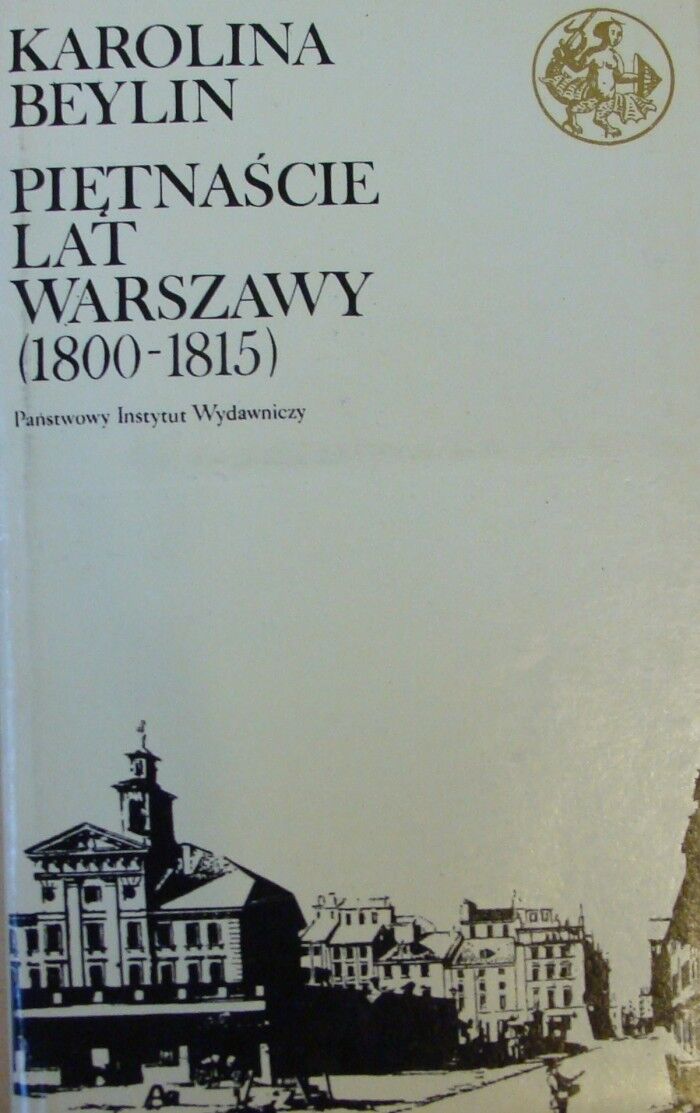 KAROLINA
BEYLIN
PIĘTNAŚCIE
LAT
WARSZAWY
(1800-1815)
Państwowy Instytut Wydawniczy